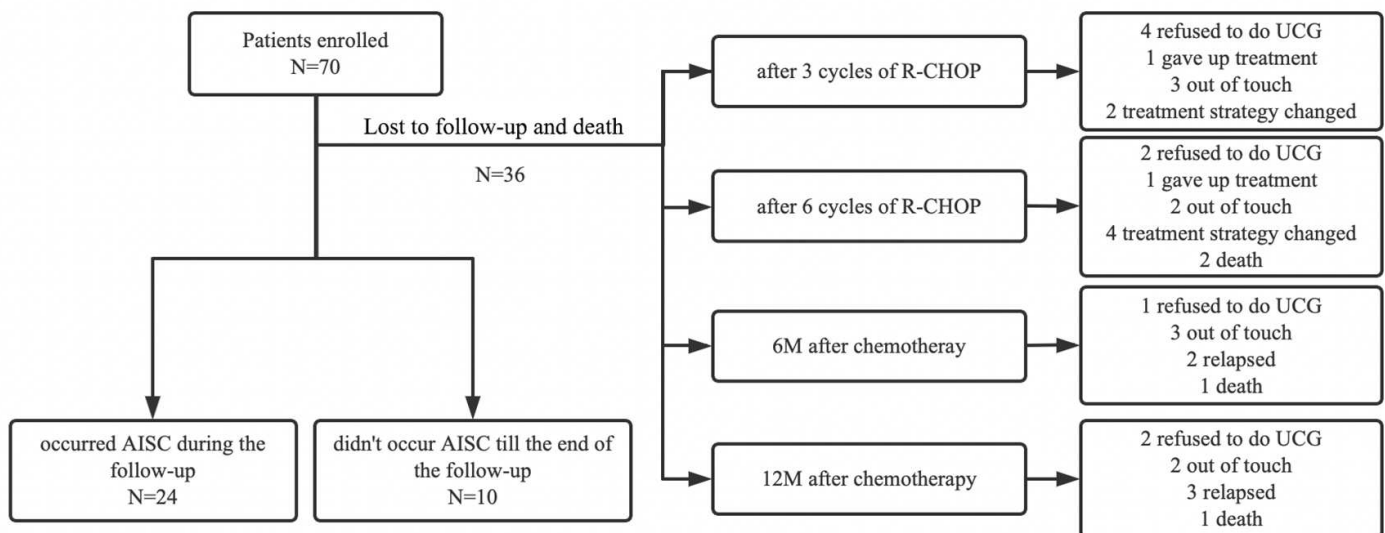 Patients enrolled
N=70
Lost to follow-up and death
N=36
occurred AISC during the
follow-up
N=24
didn't occur AISC till the end of
the follow-up
N=10
after 3 cycles of R-CHOP
4 refused to do UCG
1 gave up treatment
3 out of touch
2 treatment strategy changed
after 6 cycles of R-CHOP
2 refused to do UCG
1 gave up treatment
2 out of touch
4 treatment strategy changed
2 death
6M after chemotheray
1 refused to do UCG
3 out of touch
2 relapsed
1 death
12M after chemotherapy
2 refused to do UCG
2 out of touch
3 relapsed
1 death